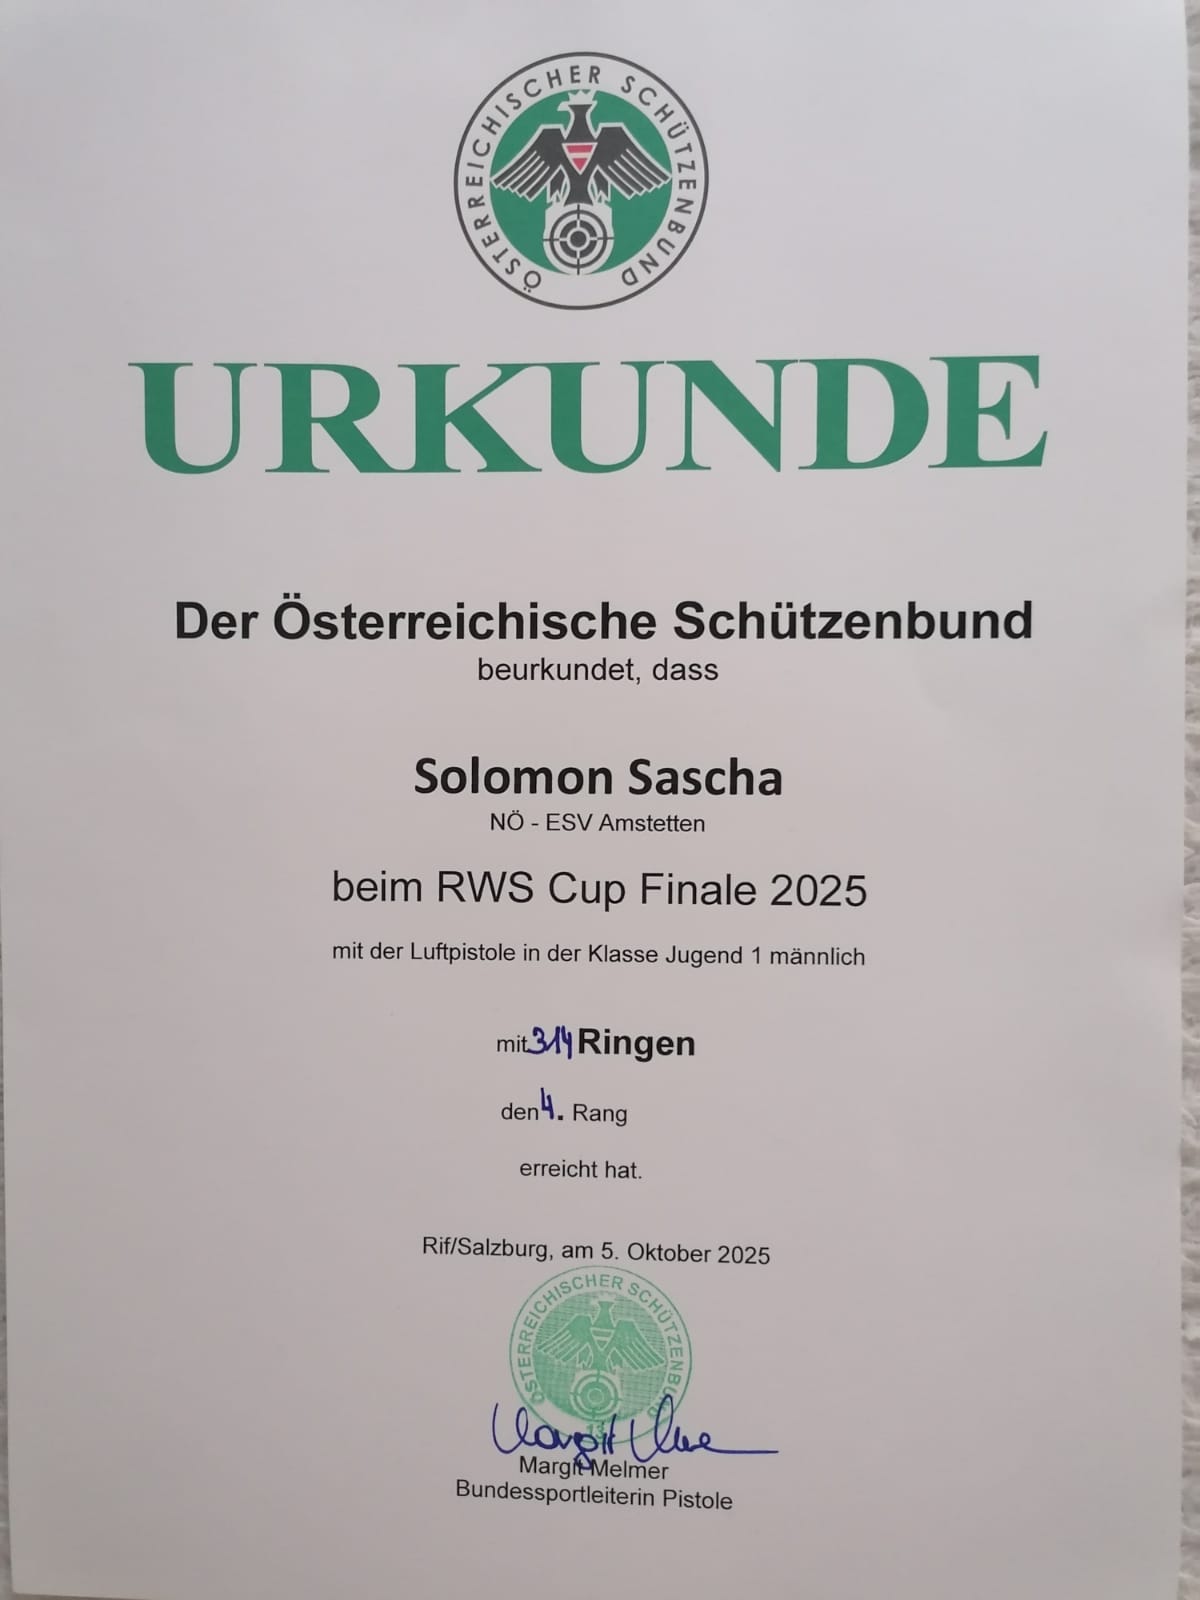 ÖSTERREICHISCHER SCHÜTZENBUND
URKUNDE
Der Österreichische Schützenbund
beurkundet, dass
Solomon Sascha
NÖ - ESV Amstetten
beim RWS Cup Finale 2025
mit der Luftpistole in der Klasse Jugend 1 männlich
mit 314 Ringen
den 4. Rang
erreicht hat.
Rif/Salzburg, am 5. Oktober 2025
ÖSTERREICHISCHER SCHÜTZENBUND
Margit Melmer
Bundessportleiterin Pistole